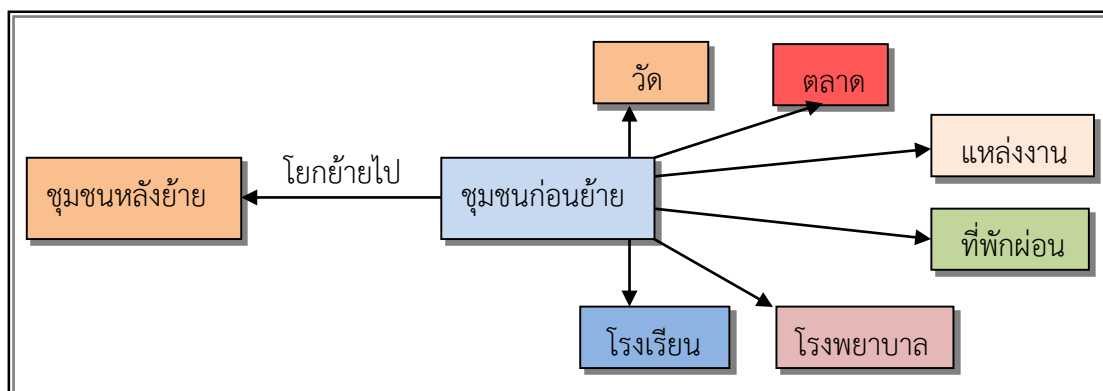 วัด
ตลาด
แหล่งงาน
โยกย้ายไป
ชุมชนหลังย้าย
ชุมชนก่อนย้าย
ที่พักผ่อน
โรงเรียน
โรงพยาบาล